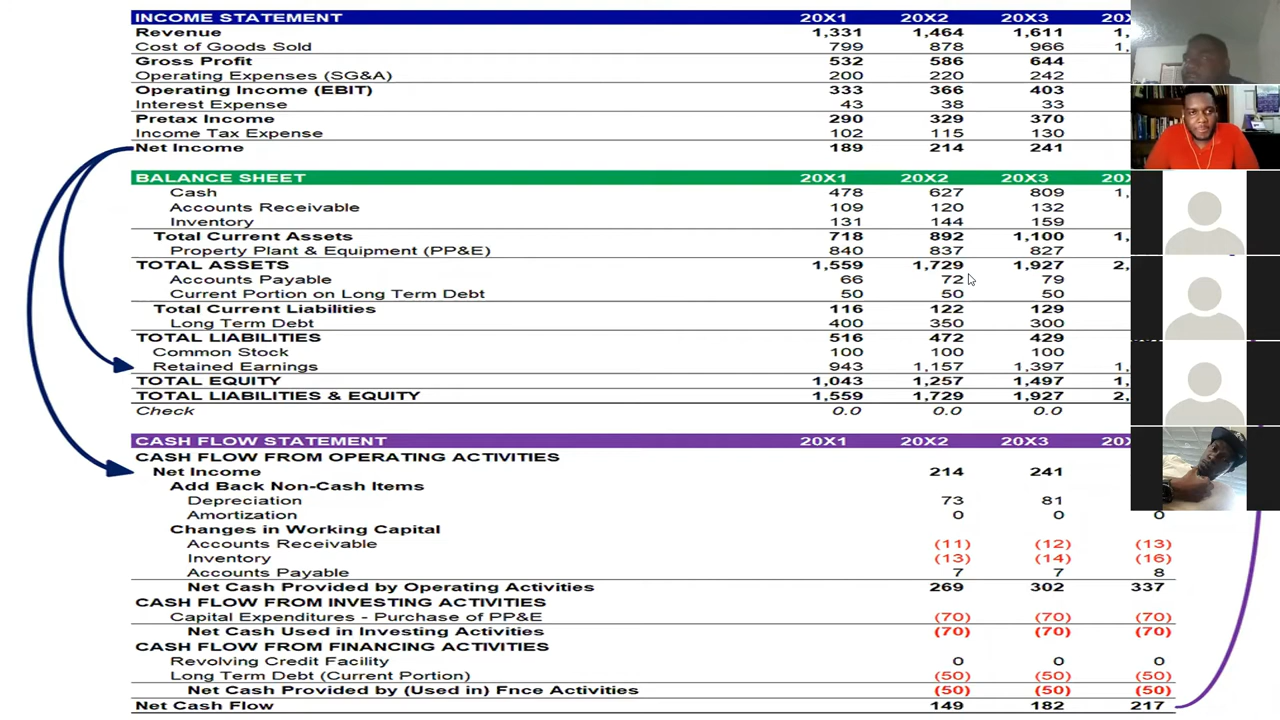 INCOME STATEMENT 20X1 20X2 20X3 20X
Revenue 1,331 1,464 1,611 1,
Cost of Goods Sold 799 878 966 1,
Gross Profit 532 586 644
Operating Expenses (SG&A) 200 220 242
Operating Income (EBIT) 333 366 403
Interest Expense 43 38 33
Pretax Income 290 329 370
Income Tax Expense 102 115 130
Net Income 189 214 241
BALANCE SHEET 20X1 20X2 20X3 20X
Cash 478 627 809 1,
Accounts Receivable 109 120 132
Inventory 131 144 159
Total Current Assets 718 892 1,100 1,
Property Plant & Equipment (PP&E) 840 837 827
TOTAL ASSETS 1,559 1,729 1,927 2,
Accounts Payable 66 72 79
Current Portion on Long Term Debt 50 50 50
Total Current Liabilities 116 122 129
Long Term Debt 400 350 300
TOTAL LIABILITIES 516 472 429
Common Stock 100 100 100
Retained Earnings 943 1,157 1,397 1,
TOTAL EQUITY 1,043 1,257 1,497 1,
TOTAL LIABILITIES & EQUITY 1,559 1,729 1,927 2,
Check 0.0 0.0 0.0
CASH FLOW STATEMENT 20X1 20X2 20X3 20X
CASH FLOW FROM OPERATING ACTIVITIES
Net Income 214 241
Add Back Non-Cash Items
Depreciation 73 81
Amortization 0 0 0
Changes in Working Capital
Accounts Receivable (11) (12) (13)
Inventory (13) (14) (16)
Accounts Payable 7 7 8
Net Cash Provided by Operating Activities 269 302 337
CASH FLOW FROM INVESTING ACTIVITIES
Capital Expenditures - Purchase of PP&E (70) (70) (70)
Net Cash Used in Investing Activities (70) (70) (70)
CASH FLOW FROM FINANCING ACTIVITIES
Revolving Credit Facility 0 0 0
Long Term Debt (Current Portion) (50) (50) (50)
Net Cash Provided by (Used in) Fnce Activities (50) (50) (50)
Net Cash Flow 149 182 217